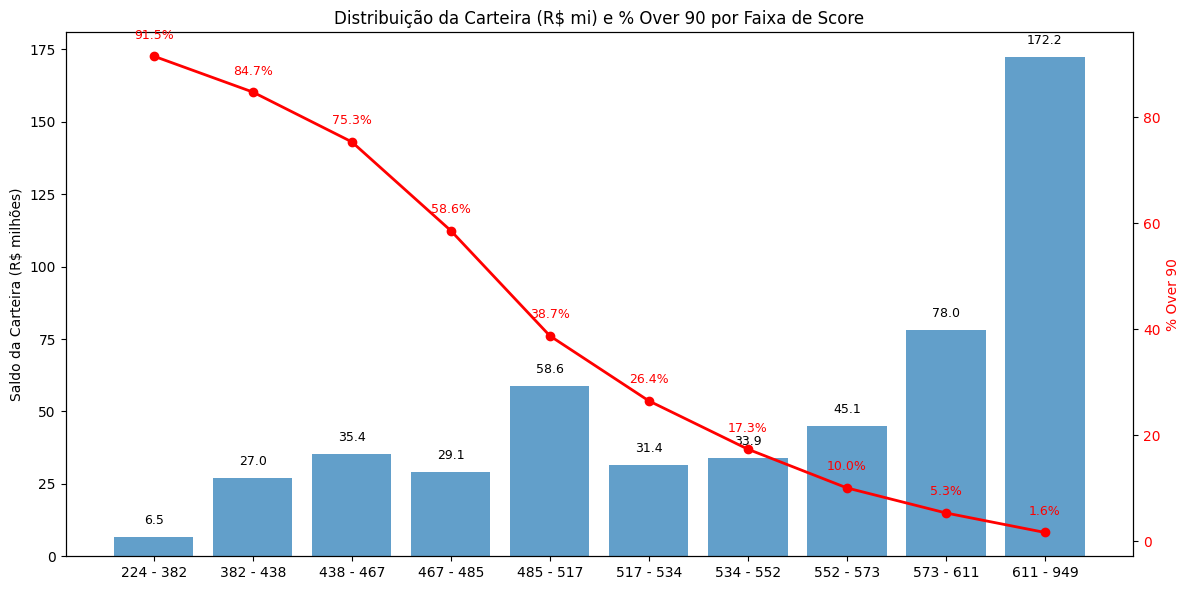 Distribuição da Carteira (R$ mi) e % Over 90 por Faixa de Score
Saldo da Carteira (R$ milhões)
175
150
125
100
75
50
25
0
91.5%
84.7%
75.3%
58.6%
38.7%
26.4%
17.3%
10.0%
5.3%
1.6%
6.5
27.0
35.4
29.1
58.6
31.4
33.9
45.1
78.0
172.2
80
60
40
20
0
% Over 90
224 - 382
382 - 438
438 - 467
467 - 485
485 - 517
517 - 534
534 - 552
552 - 573
573 - 611
611 - 949